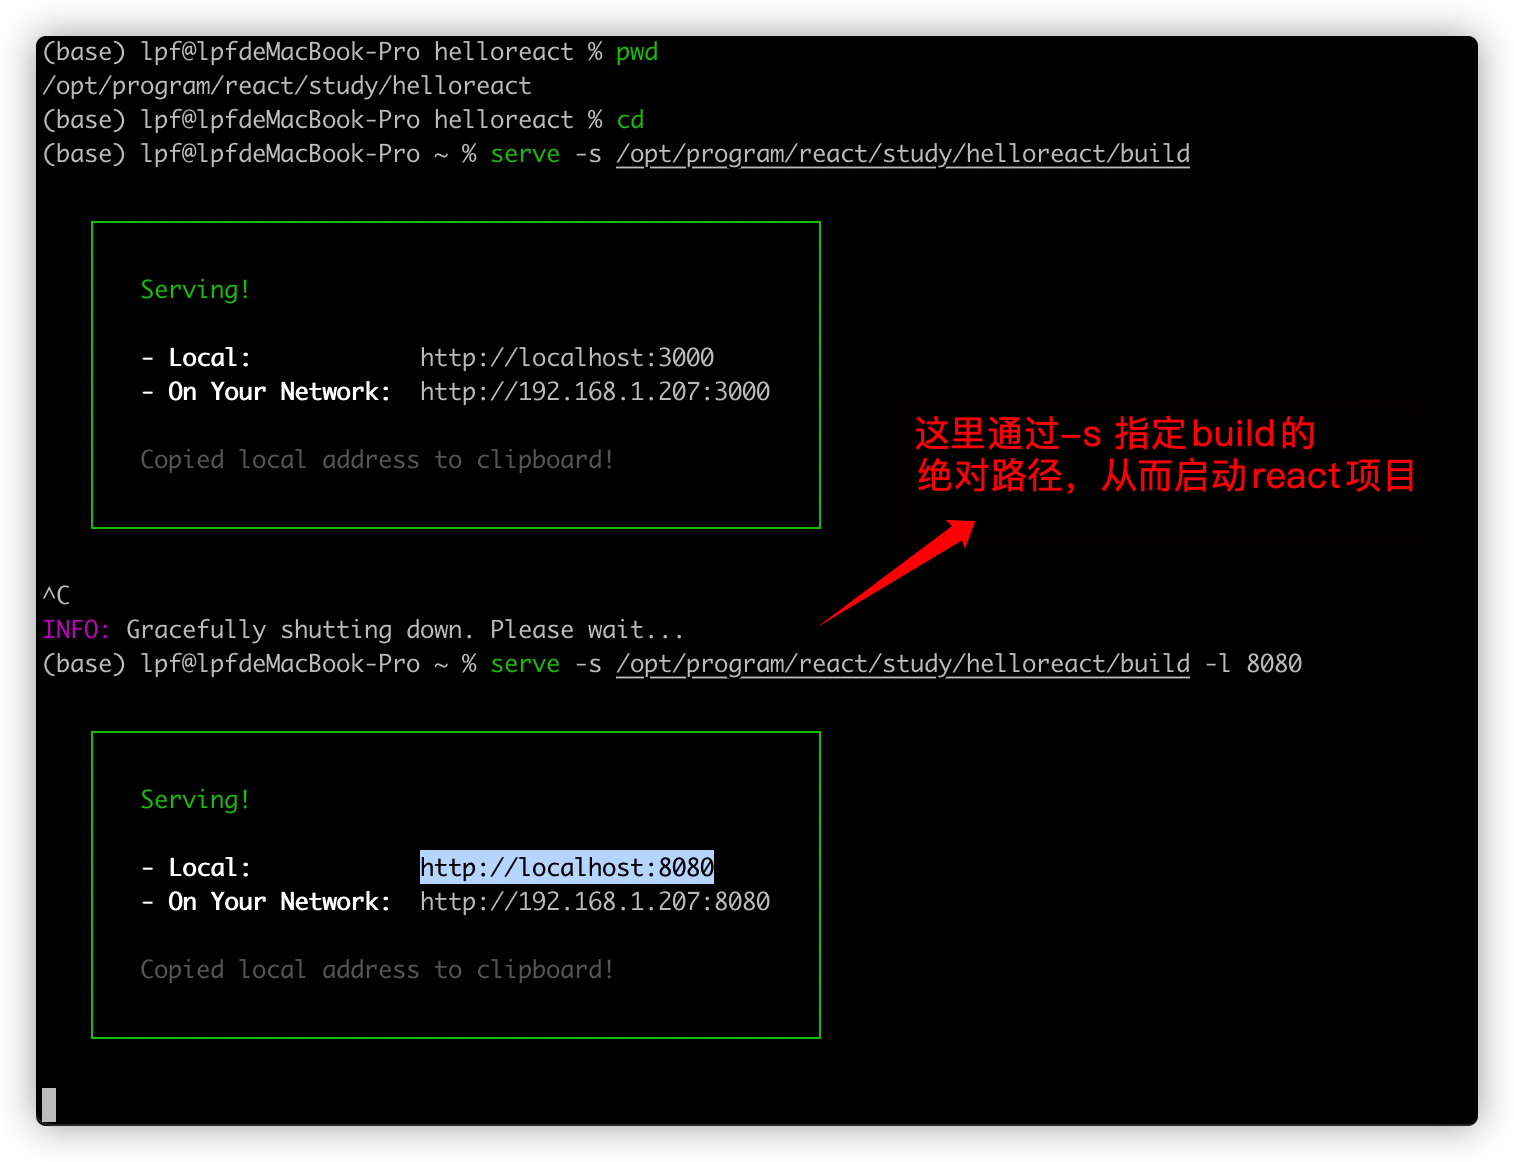 (base) lpf@lpfdeMacBook-Pro helloreact % pwd
/opt/program/react/study/helloreact
(base) lpf@lpfdeMacBook-Pro helloreact % cd
(base) lpf@lpfdeMacBook-Pro ~ % serve -s /opt/program/react/study/helloreact/build
Serving!
- Local: http://localhost:3000
- On Your Network: http://192.168.1.207:3000
Copied local address to clipboard!
这里通过-s 指定build的
绝对路径，从而启动react项目
^C
INFO: Gracefully shutting down. Please wait...
(base) lpf@lpfdeMacBook-Pro ~ % serve -s /opt/program/react/study/helloreact/build -l 8080
Serving!
- Local: http://localhost:8080
- On Your Network: http://192.168.1.207:8080
Copied local address to clipboard!